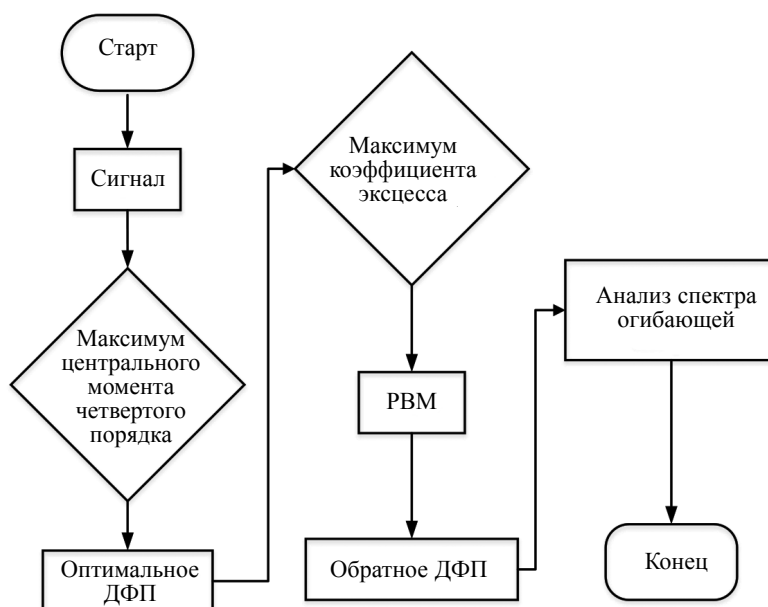 Старт
Сигнал
Максимум
центрального
момента
четвертого
порядка
Оптимальное
ДФП
Максимум
коэффициента
эксцесса
РВМ
Обратное ДФП
Анализ спектра
огибающей
Конец